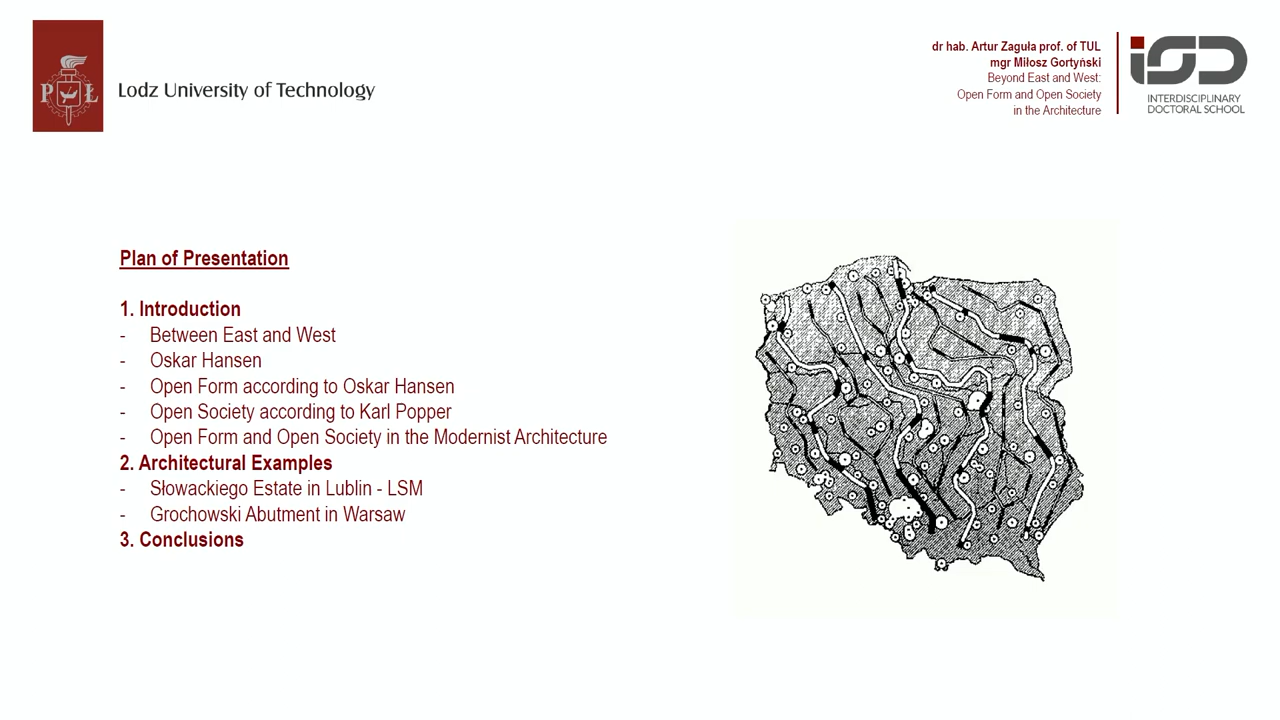 P Ł
Lodz University of Technology
dr hab. Artur Zaguła prof. of TUL
mgr Miłosz Gortyński
Beyond East and West:
Open Form and Open Society
in the Architecture
ISD
INTERDISCIPLINARY
DOCTORAL SCHOOL
Plan of Presentation
1. Introduction
- Between East and West
- Oskar Hansen
- Open Form according to Oskar Hansen
- Open Society according to Karl Popper
- Open Form and Open Society in the Modernist Architecture
2. Architectural Examples
- Słowackiego Estate in Lublin - LSM
- Grochowski Abutment in Warsaw
3. Conclusions